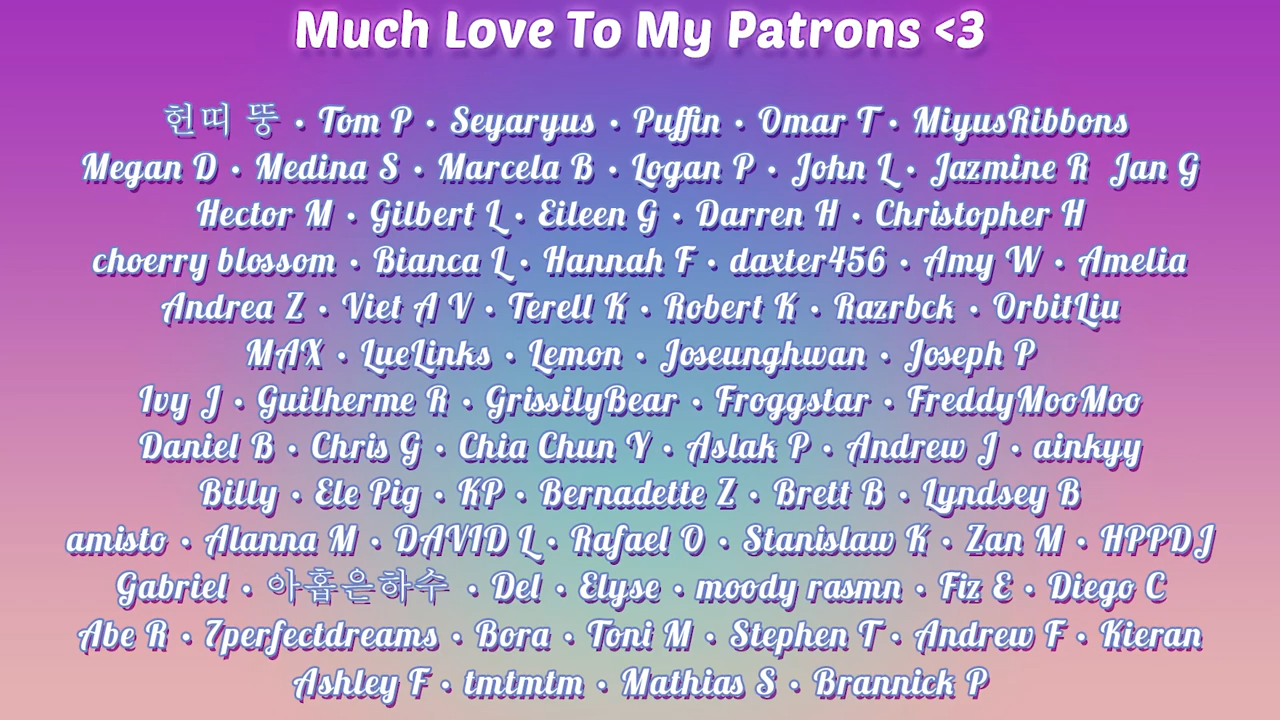 Much Love To My Patrons <3
헌띠 뚱 • Tom P • Seyaryus • Puffin • Omar T • MiyusRibbons
Megan D • Medina S • Marcela B • Logan P • John L • Jazmine R Jan G
Hector M • Gilbert L • Eileen G • Darren H • Christopher H
choerry blossom • Bianca L • Hannah F • daxter456 • Amy W • Amelia
Andrea Z • Viet A V • Terell K • Robert K • Razrbck • OrbitLiu
MAX • LueLinks • Lemon • Joseunghwan • Joseph P
Ivy J • Guilherme R • GrissilyBear • Froggstar • FreddyMooMoo
Daniel B • Chris G • Chia Chun Y • Aslak P • Andrew J • ainkyy
Billy • Ele Pig • KP • Bernadette Z • Brett B • Lyndsey B
amisto • Alanna M • DAVID L • Rafael O • Stanislaw K • Zan M • HPPDJ
Gabriel • 아홉은하수 • Del • Elyse • moody rasmn • Fiz E • Diego C
Abe R • 7perfectdreams • Bora • Toni M • Stephen T • Andrew F • Kieran
Ashley F • tmtmtm • Mathias S • Brannick P